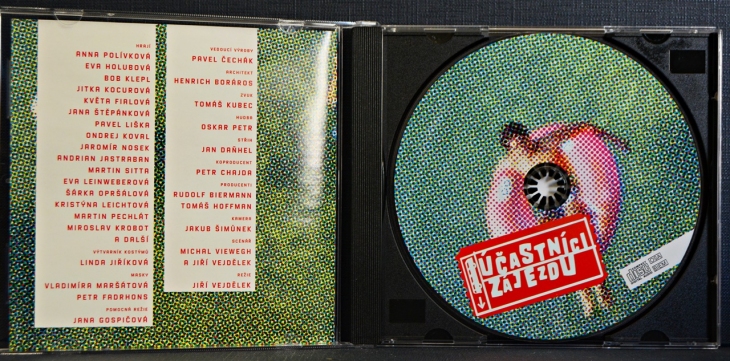 HRAJÍ
ANNA POLÍVKOVÁ
EVA HOLUBOVÁ
BOB KLEPL
JITKA KOCUROVÁ
KVĚTA FIALOVÁ
JANA ŠTĚPÁNKOVÁ
PAVEL LIŠKA
ONDREJ KOVAL
JAROMÍR NOSEK
ANDRIAN JASTRABAN
MARTIN SITTA
EVA LEINWEBEROVÁ
ŠÁRKA OPRŠÁLOVÁ
KRISTÝNA LEICHTOVÁ
MARTIN PECHLÁT
MIROSLAV KROBOT
A DALŠÍ
VÝTVARNÍK KOSTÝMŮ
LINDA JIŘÍKOVÁ
MASKY
VLADIMÍRA MARŠÁTOVÁ
PETR FADRHONS
POMOCNÁ REŽIE
JANA GOSPIČOVÁ
VEDOUCÍ VÝROBY
PAVEL ČECHÁK
ARCHITEKT
HENRICH BORÁROS
ZVUK
TOMÁŠ KUBEC
HUDBA
OSKAR PETR
STŘIH
JAN DAŇHEL
KOPRODUCENT
PETR CHAJDA
PRODUCENTI
RUDOLF BIERMANN
TOMÁŠ HOFFMAN
KAMERA
JAKUB ŠIMŮNEK
SCÉNÁŘ
MICHAL VIEWEGH
A JIŘÍ VEJDĚLEK
REŽIE
JIŘÍ VEJDĚLEK
ÚČASTNÍCI
ZÁJEZDU